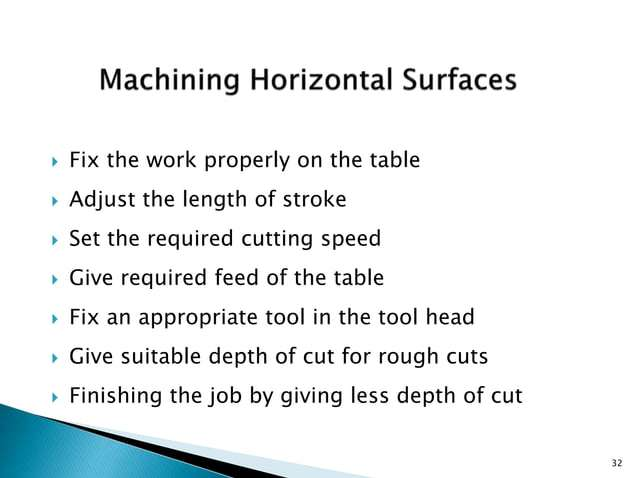 Machining Horizontal Surfaces
Fix the work properly on the table
Adjust the length of stroke
Set the required cutting speed
Give required feed of the table
Fix an appropriate tool in the tool head
Give suitable depth of cut for rough cuts
Finishing the job by giving less depth of cut
32